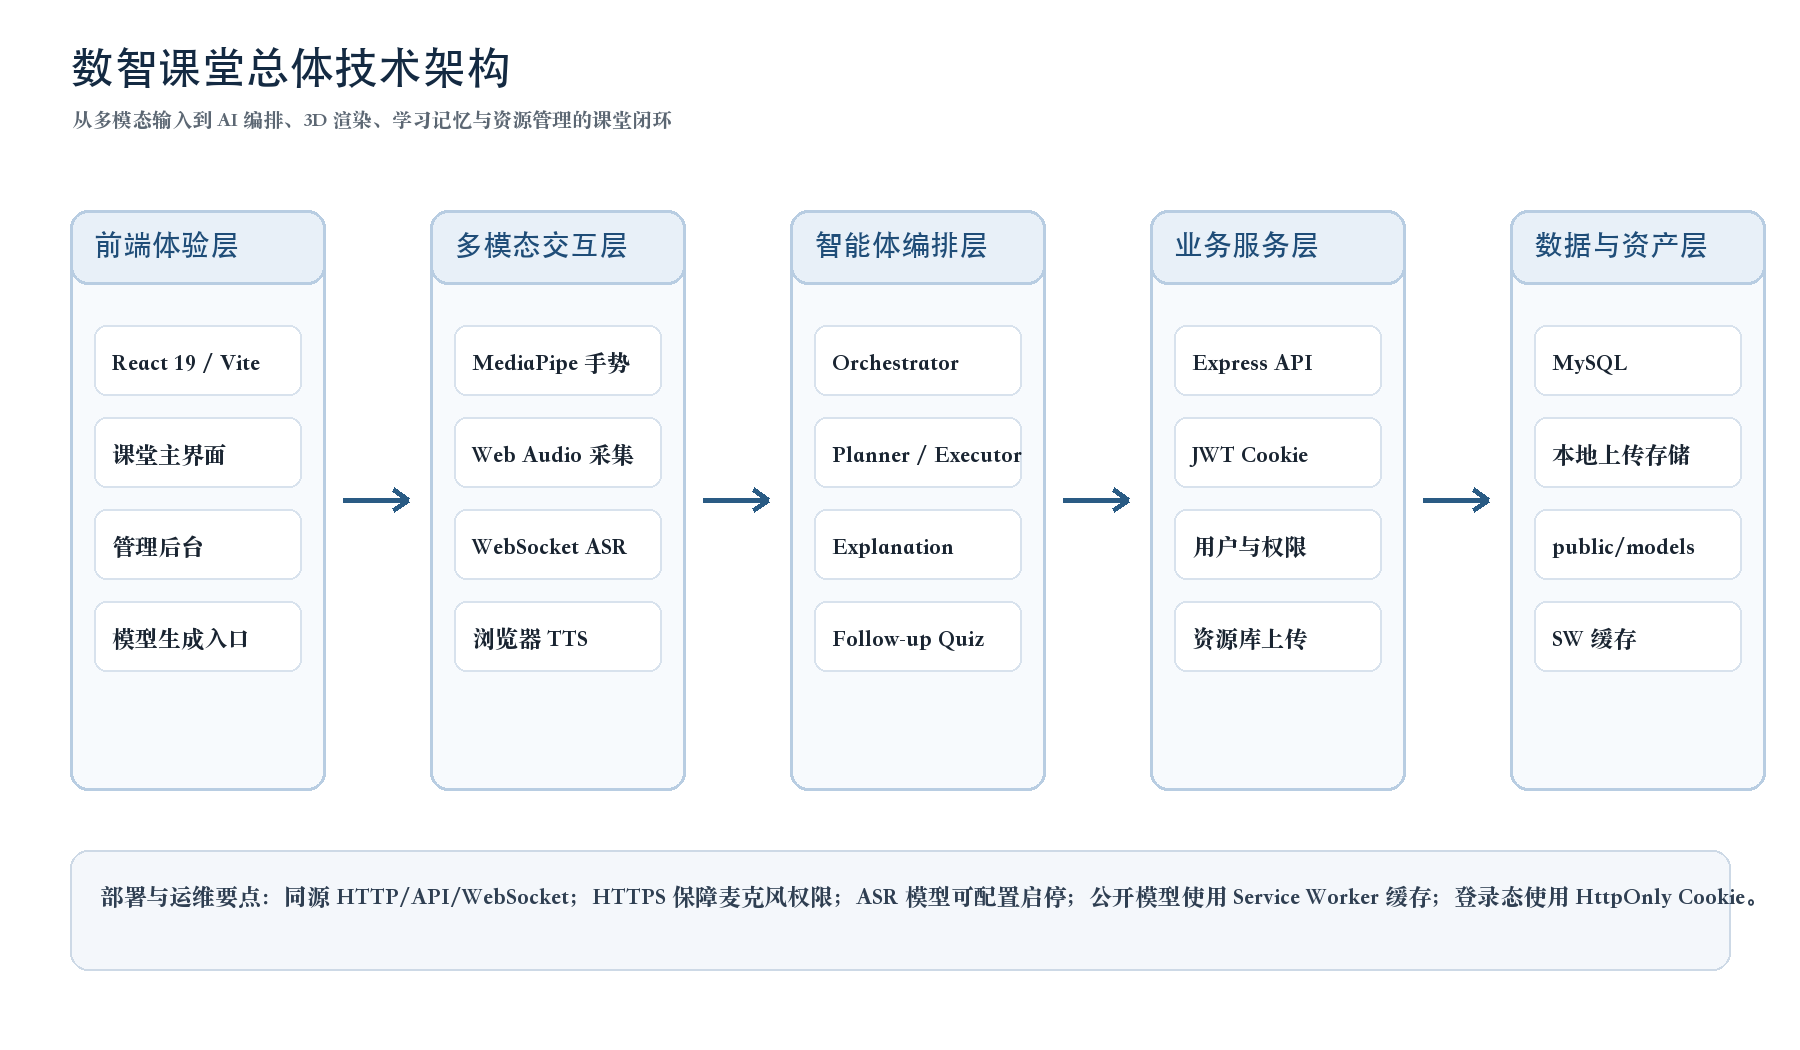 数智课堂总体技术架构
从多模态输入到 AI 编排、3D 渲染、学习记忆与资源管理的课堂闭环
前端体验层
React 19 / Vite
课堂主界面
管理后台
模型生成入口
多模态交互层
MediaPipe 手势
Web Audio 采集
WebSocket ASR
浏览器 TTS
智能体编排层
Orchestrator
Planner / Executor
Explanation
Follow-up Quiz
业务服务层
Express API
JWT Cookie
用户与权限
资源库上传
数据与资产层
MySQL
本地上传存储
public/models
SW 缓存
部署与运维要点：同源 HTTP/API/WebSocket；HTTPS 保障麦克风权限；ASR 模型可配置启停；公开模型使用 Service Worker 缓存；登录态使用 HttpOnly Cookie。